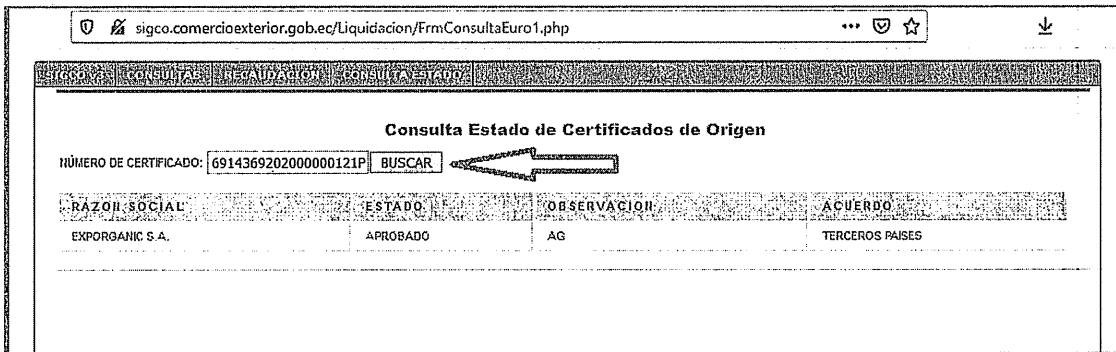 sigco.comercioexterior.gob.ec/Liquidacion/FrmConsultaEuro1.php
SIGCO V3 CONSULTAS RECAUDACION CONSULTA ESTADO
Consulta Estado de Certificados de Origen
NÚMERO DE CERTIFICADO: 6914369202000000121P BUSCAR
RAZON SOCIAL ESTADO OBSERVACION ACUERDO
EXPORGANIC S.A. APROBADO AG TERCEROS PAISES